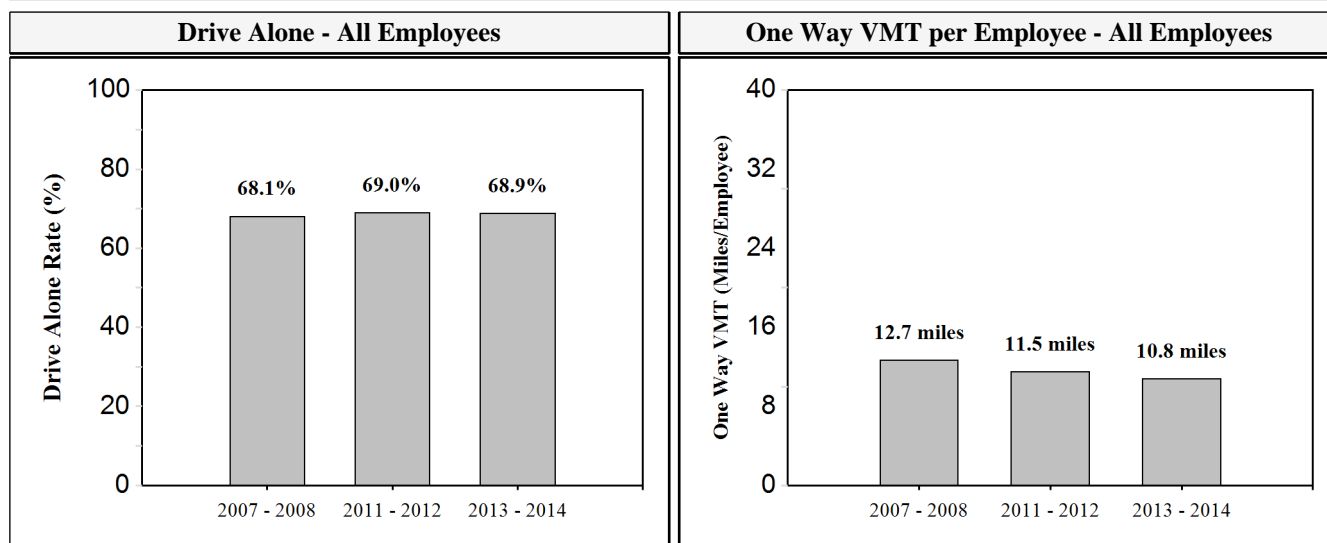 Drive Alone - All Employees
Drive Alone Rate (%)
100
80
60
40
20
0
68.1%
69.0%
68.9%
2007 - 2008
2011 - 2012
2013 - 2014
One Way VMT per Employee - All Employees
One Way VMT (Miles/Employee)
40
32
24
16
8
0
12.7 miles
11.5 miles
10.8 miles
2007 - 2008
2011 - 2012
2013 - 2014